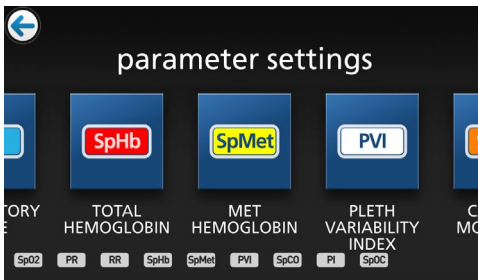 parameter settings
SpHb
SpMet
PVI
TORY
E
TOTAL
HEMOGLOBIN
MET
HEMOGLOBIN
PLETH
VARIABILITY
INDEX
C
MO
SpO2 PR RR SpHb SpMet PVI SpCO PI SpOC